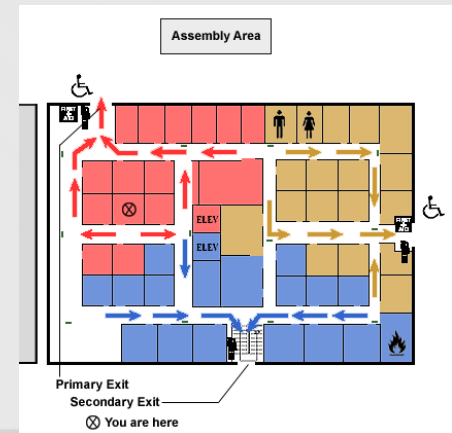 Assembly Area
FIRST
AID
ELEV
FIRST
AID
ELEV
Primary Exit
Secondary Exit
You are here